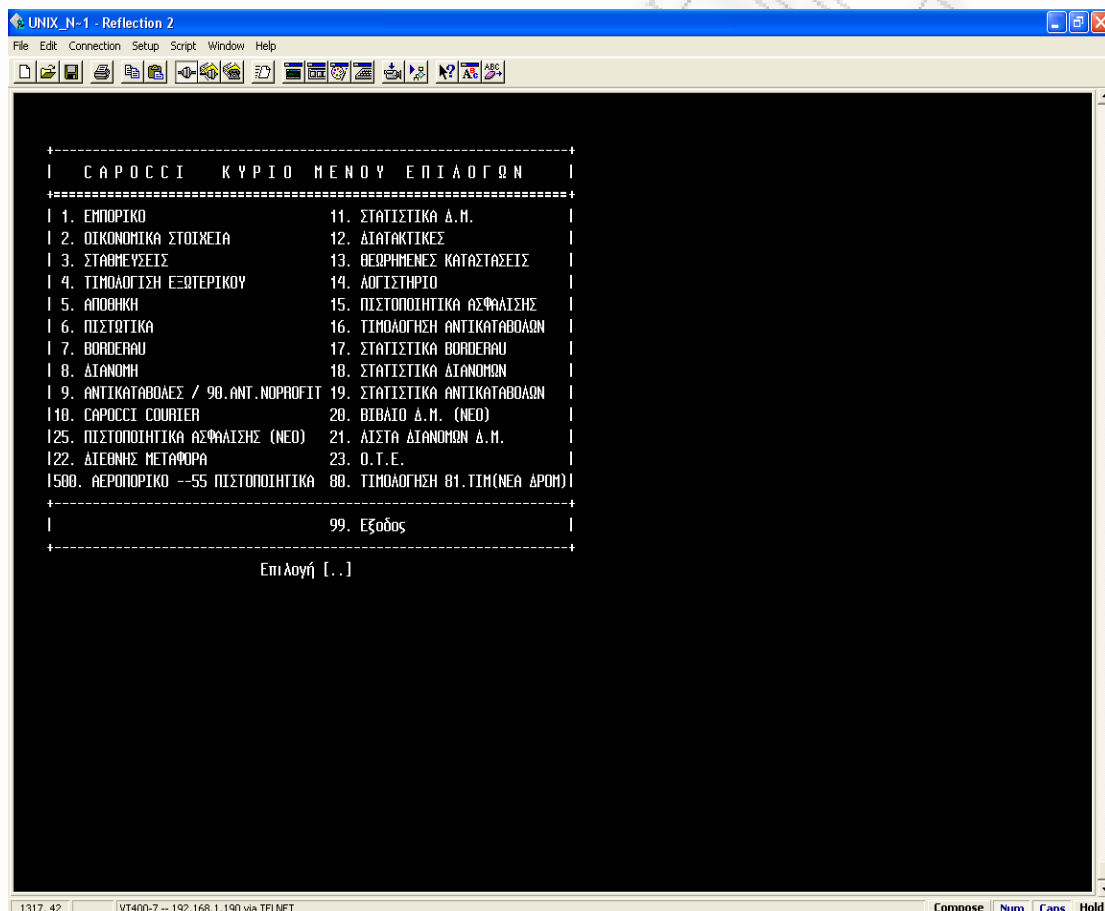 UNIX_N~1 - Reflection 2
File Edit Connection Setup Script Window Help
CAPOCCI ΚΥΡΙΟ ΜΕΝΟΥ ΕΠΙΛΟΓΩΝ
1. ΕΜΠΟΡΙΚΟ 11. ΣΤΑΤΙΣΤΙΚΑ Δ.Μ.
2. ΟΙΚΟΝΟΜΙΚΑ ΣΤΟΙΧΕΙΑ 12. ΔΙΑΤΑΚΤΙΚΕΣ
3. ΣΤΑΘΜΕΥΣΕΙΣ 13. ΘΕΩΡΗΜΕΝΕΣ ΚΑΤΑΣΤΑΣΕΙΣ
4. ΤΙΜΟΛΟΓΙΣΗ ΕΞΩΤΕΡΙΚΟΥ 14. ΛΟΓΙΣΤΗΡΙΟ
5. ΑΠΟΘΗΚΗ 15. ΠΙΣΤΟΠΟΙΗΤΙΚΑ ΑΣΦΑΛΙΣΗΣ
6. ΠΙΣΤΩΤΙΚΑ 16. ΤΙΜΟΛΟΓΗΣΗ ΑΝΤΙΚΑΤΑΒΟΛΩΝ
7. BORDERAU 17. ΣΤΑΤΙΣΤΙΚΑ BORDERAU
8. ΔΙΑΝΟΜΗ 18. ΣΤΑΤΙΣΤΙΚΑ ΔΙΑΝΟΜΩΝ
9. ΑΝΤΙΚΑΤΑΒΟΛΕΣ / 90.ΑΝΤ.NOPROFIT 19. ΣΤΑΤΙΣΤΙΚΑ ΑΝΤΙΚΑΤΑΒΟΛΩΝ
10. CAPOCCI COURIER 20. ΒΙΒΛΙΟ Δ.Μ. (ΝΕΟ)
25. ΠΙΣΤΟΠΟΙΗΤΙΚΑ ΑΣΦΑΛΙΣΗΣ (ΝΕΟ) 21. ΛΙΣΤΑ ΔΙΑΝΟΜΩΝ Δ.Μ.
22. ΔΙΕΘΝΗΣ ΜΕΤΑΦΟΡΑ 23. Ο.Τ.Ε.
500. ΑΕΡΟΠΟΡΙΚΟ --55 ΠΙΣΤΟΠΟΙΗΤΙΚΑ 80. ΤΙΜΟΛΟΓΗΣΗ 81.ΤΙΜ(ΝΕΑ ΔΡΟΜ)
99. Εξοδος
Επιλογή [..]
1317, 42 VT400-7 -- 192.168.1.190 via TELNET Compose Num Caps Hold